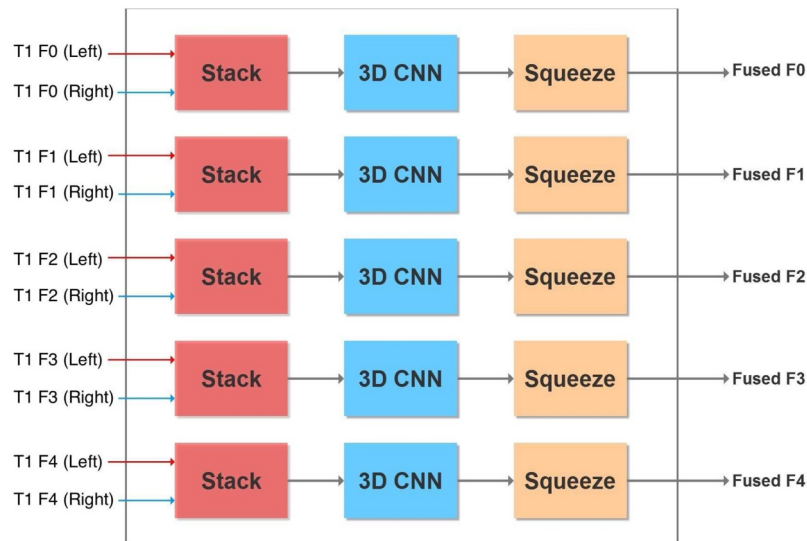 T1 F0 (Left)
T1 F0 (Right)
Stack
3D CNN
Squeeze
Fused F0
T1 F1 (Left)
T1 F1 (Right)
Stack
3D CNN
Squeeze
Fused F1
T1 F2 (Left)
T1 F2 (Right)
Stack
3D CNN
Squeeze
Fused F2
T1 F3 (Left)
T1 F3 (Right)
Stack
3D CNN
Squeeze
Fused F3
T1 F4 (Left)
T1 F4 (Right)
Stack
3D CNN
Squeeze
Fused F4